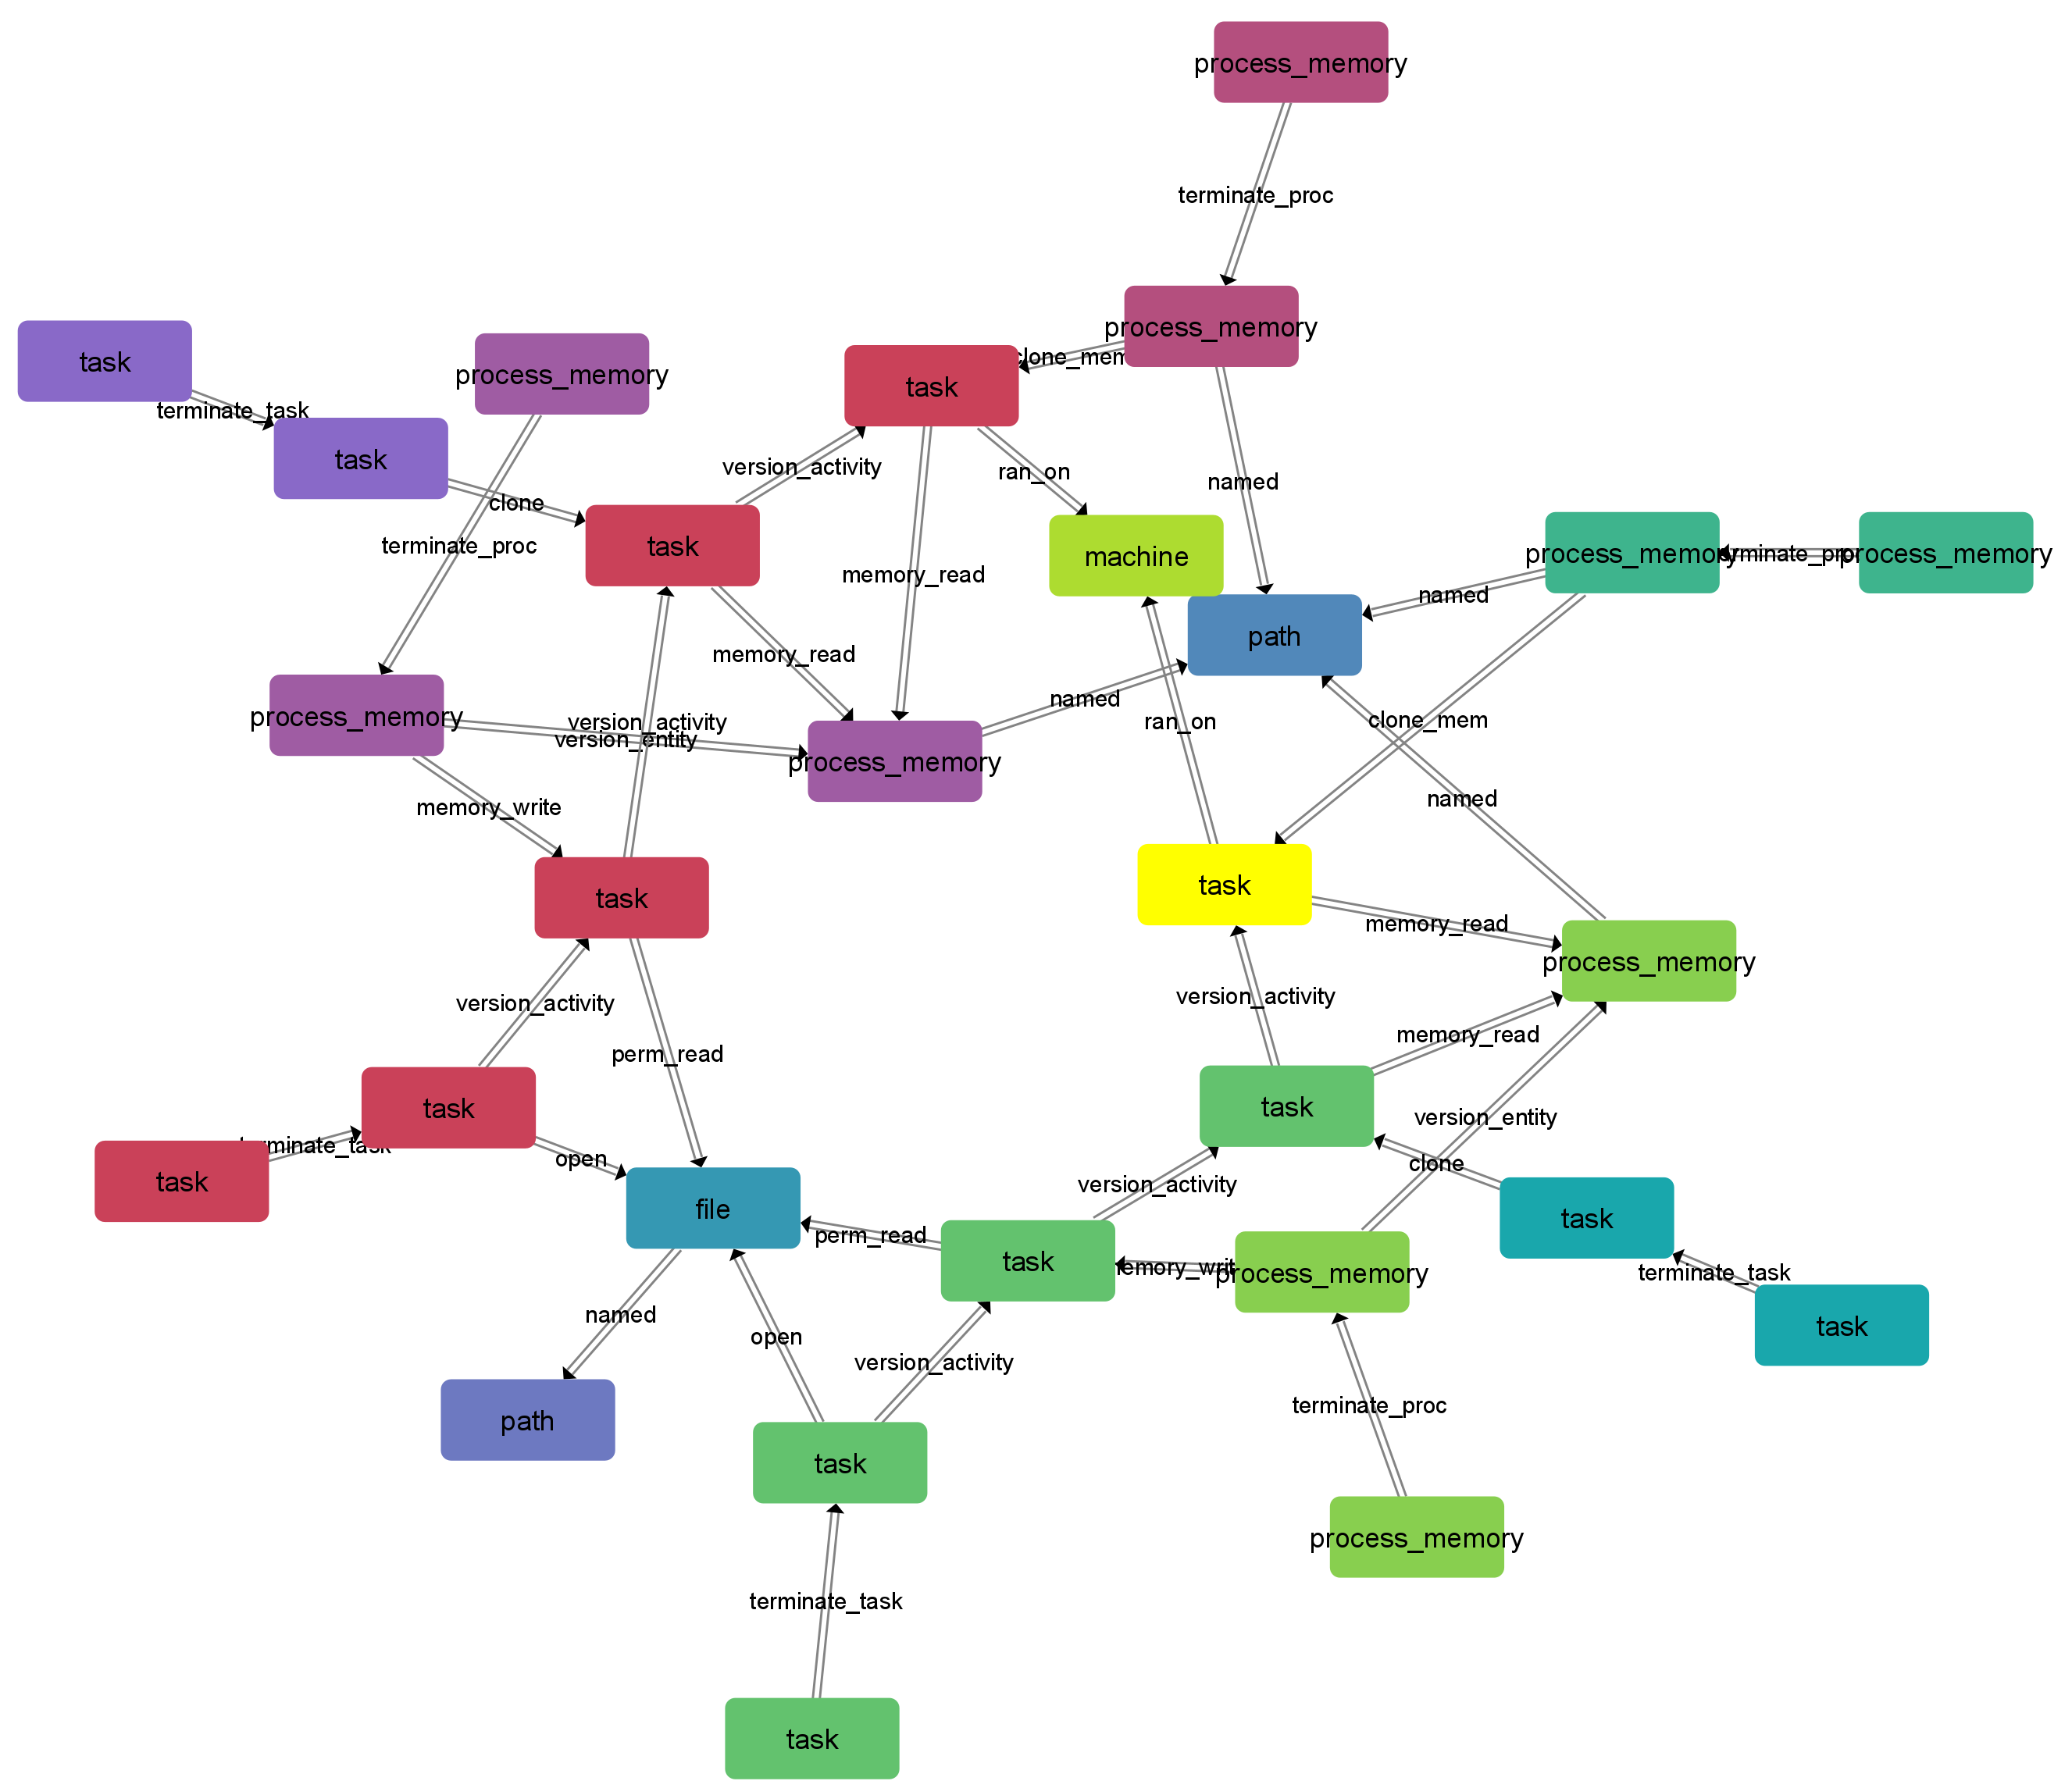 process_memory
terminate_proc
process_memory
clone_mem
task
terminate_task
task
process_memory
task
version_activity
ran_on
named
clone
terminate_proc
task
machine
process_memory
terminate_proc
process_memory
memory_read
named
path
memory_read
named
process_memory
version_activity
version_entity
process_memory
ran_on
clone_mem
memory_write
named
task
task
memory_read
process_memory
version_activity
version_activity
memory_read
perm_read
task
task
version_entity
terminate_task
open
clone
task
file
version_activity
task
perm_read
task
memory_write
process_memory
terminate_task
task
named
open
version_activity
terminate_proc
path
task
process_memory
terminate_task
task